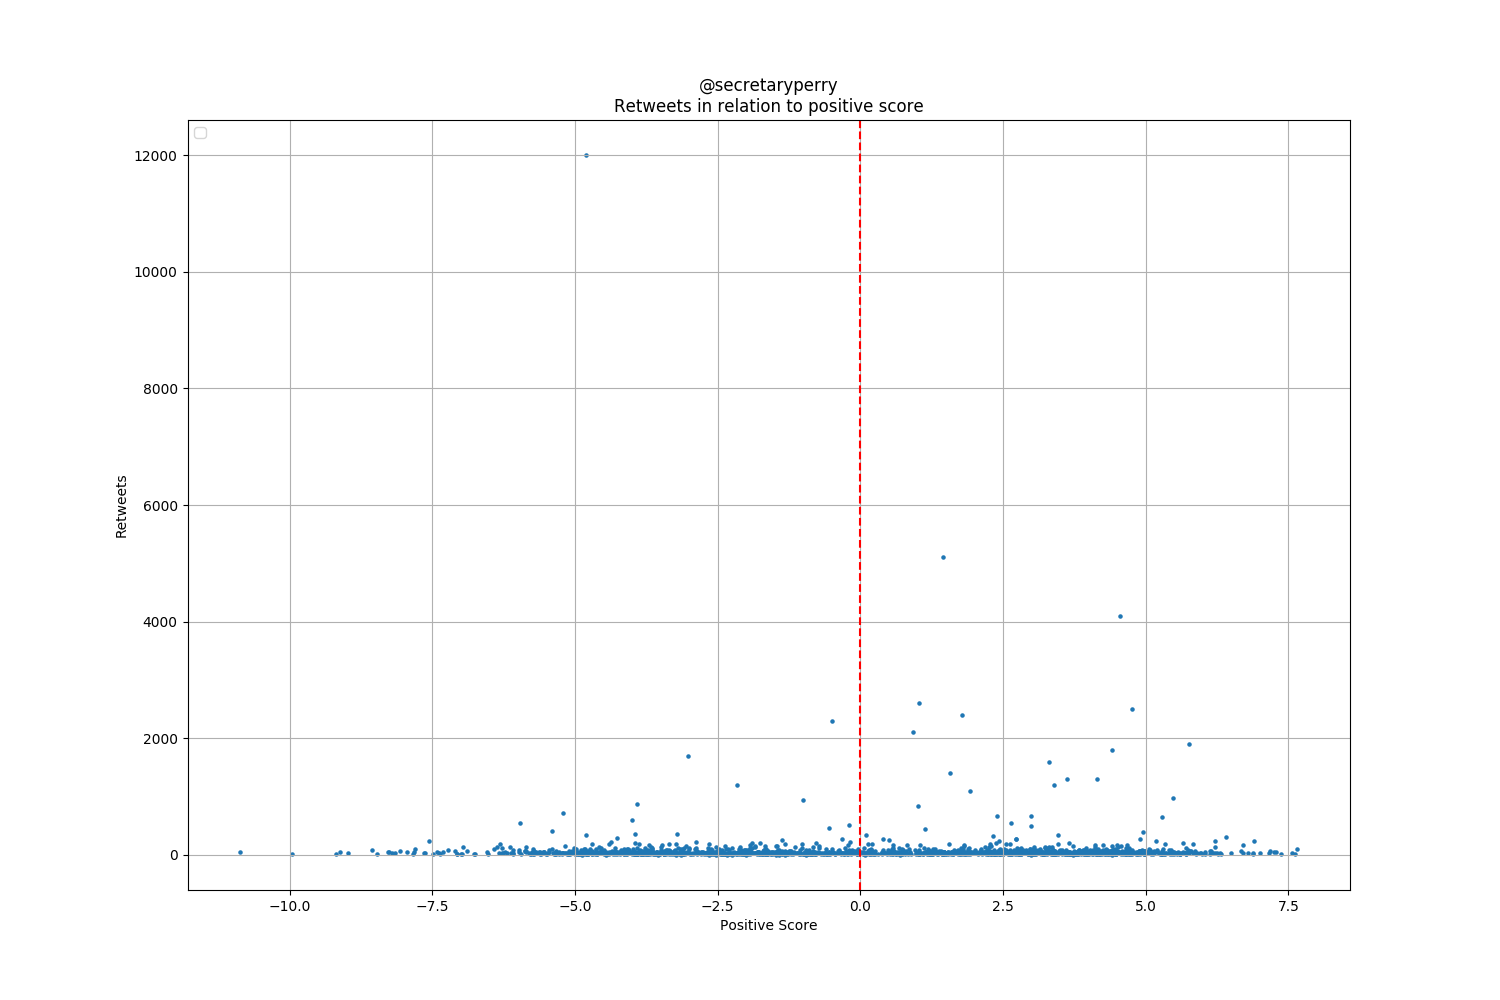 @secretaryperry
Retweets in relation to positive score
12000
10000
8000
6000
4000
2000
0
Retweets
−10.0 −7.5 −5.0 −2.5 0.0 2.5 5.0 7.5
Positive Score